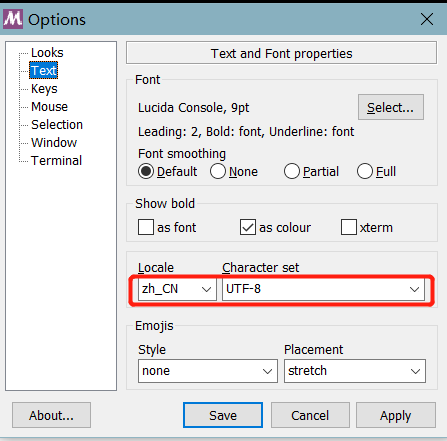 M Options
Looks
Text
Keys
Mouse
Selection
Window
Terminal
Text and Font properties
Font
Lucida Console, 9pt
Select...
Leading: 2, Bold: font, Underline: font
Font smoothing
Default None Partial Full
Show bold
as font as colour xterm
Locale Character set
zh_CN UTF-8
Emojis
Style Placement
none stretch
About... Save Cancel Apply